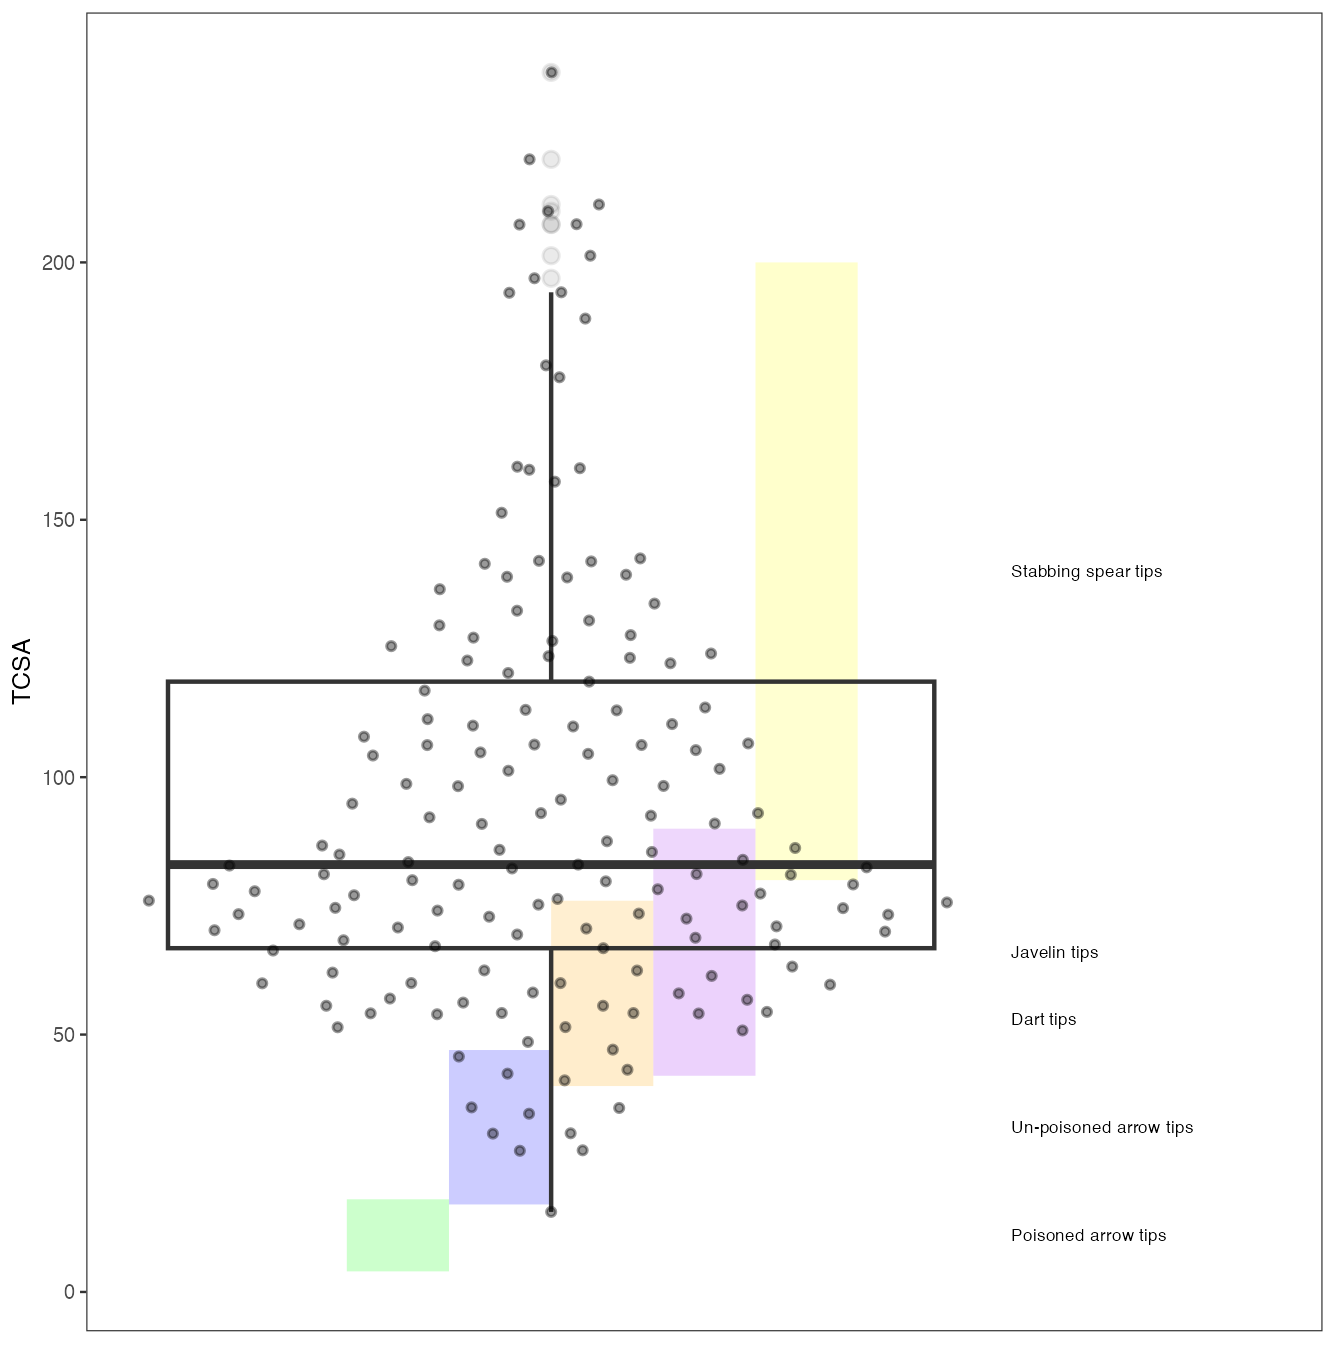 200
150
Stabbing spear tips
TCSA
100
Javelin tips
Dart tips
50
Un-poisoned arrow tips
Poisoned arrow tips
0